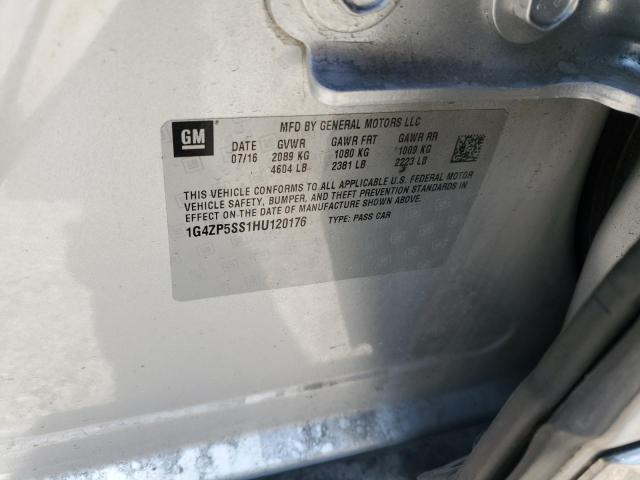 GM
MFD BY GENERAL MOTORS LLC
DATE GVWR GAWR FRT GAWR RR
07/16 2089 KG 1080 KG 1009 KG
4604 LB 2381 LB 2223 LB
THIS VEHICLE CONFORMS TO ALL APPLICABLE U.S. FEDERAL MOTOR
VEHICLE SAFETY, BUMPER, AND THEFT PREVENTION STANDARDS IN
EFFECT ON THE DATE OF MANUFACTURE SHOWN ABOVE.
1G4ZP5SS1HU120176 TYPE: PASS CAR